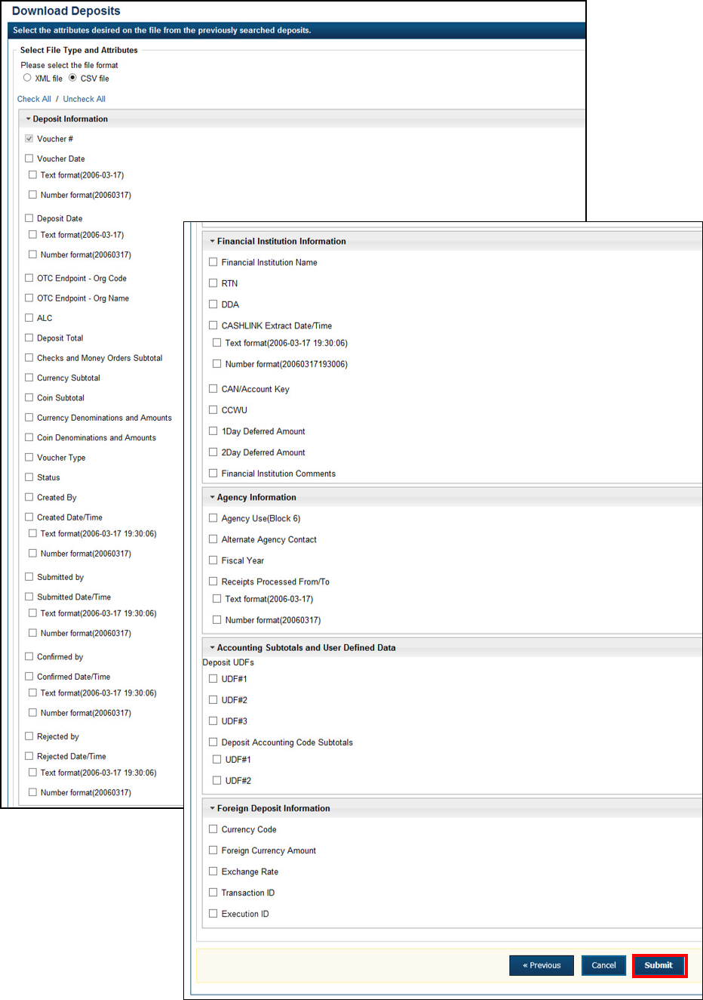 Download Deposits
Select the attributes desired on the file from the previously searched deposits.
Select File Type and Attributes
Please select the file format
XML file CSV file
Check All / Uncheck All
Deposit Information
Voucher #
Voucher Date
Text format(2006-03-17)
Number format(20060317)
Deposit Date
Text format(2006-03-17)
Number format(20060317)
OTC Endpoint - Org Code
OTC Endpoint - Org Name
ALC
Deposit Total
Checks and Money Orders Subtotal
Currency Subtotal
Coin Subtotal
Currency Denominations and Amounts
Coin Denominations and Amounts
Voucher Type
Status
Created By
Created Date/Time
Text format(2006-03-17 19:30:06)
Number format(20060317)
Submitted by
Submitted Date/Time
Text format(2006-03-17 19:30:06)
Number format(20060317)
Confirmed by
Confirmed Date/Time
Text format(2006-03-17 19:30:06)
Number format(20060317)
Rejected by
Rejected Date/Time
Text format(2006-03-17 19:30:06)
Number format(20060317)
Financial Institution Information
Financial Institution Name
RTN
DDA
CASHLINK Extract Date/Time
Text format(2006-03-17 19:30:06)
Number format(20060317193006)
CAN/Account Key
CCWU
1Day Deferred Amount
2Day Deferred Amount
Financial Institution Comments
Agency Information
Agency Use(Block 6)
Alternate Agency Contact
Fiscal Year
Receipts Processed From/To
Text format(2006-03-17)
Number format(20060317)
Accounting Subtotals and User Defined Data
Deposit UDFs
UDF#1
UDF#2
UDF#3
Deposit Accounting Code Subtotals
UDF#1
UDF#2
Foreign Deposit Information
Currency Code
Foreign Currency Amount
Exchange Rate
Transaction ID
Execution ID
« Previous Cancel Submit